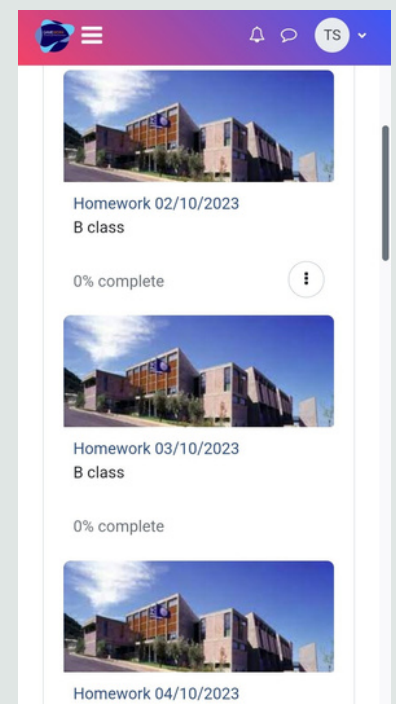 TS
Homework 02/10/2023
B class
0% complete
Homework 03/10/2023
B class
0% complete
Homework 04/10/2023